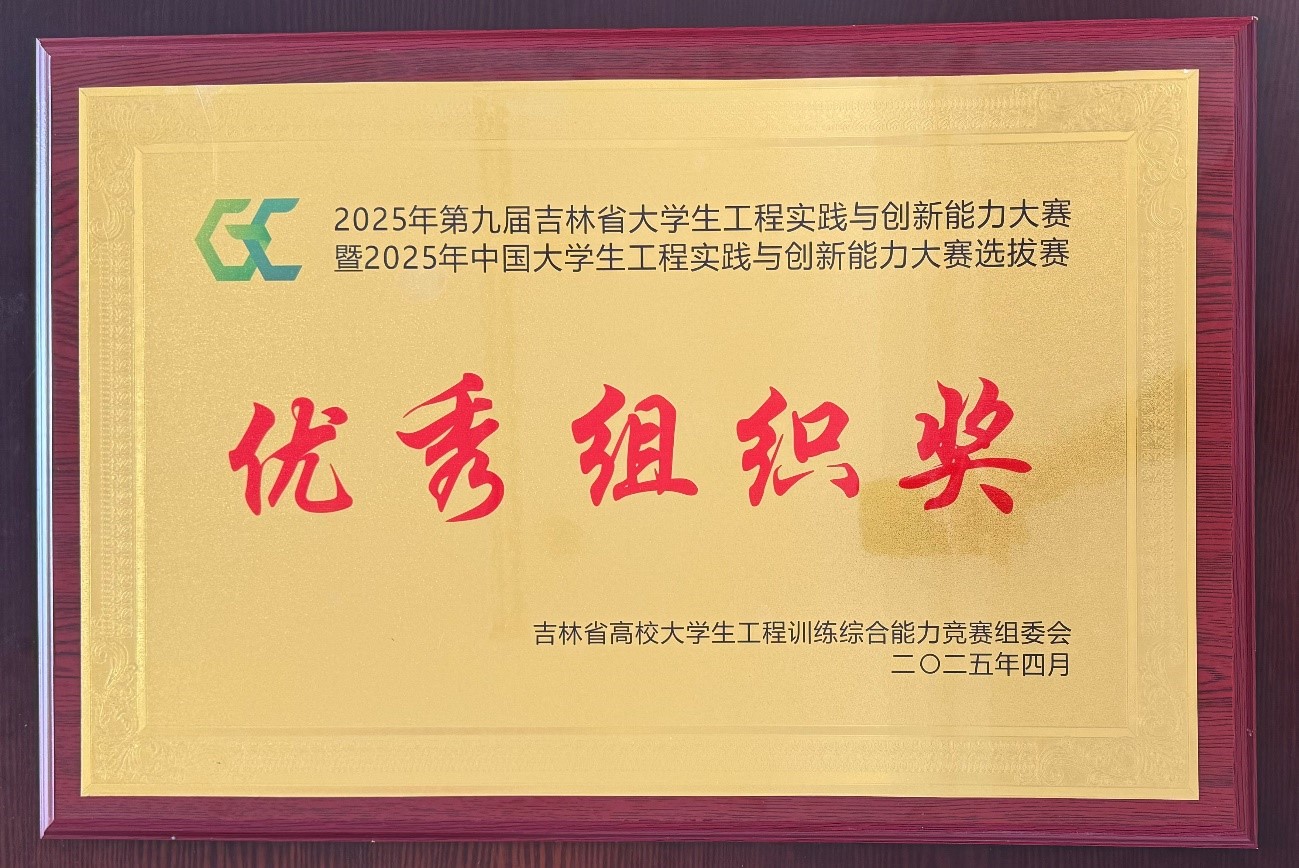 2025年第九届吉林省大学生工程实践与创新能力大赛
暨2025年中国大学生工程实践与创新能力大赛选拔赛
优秀组织奖
吉林省高校大学生工程训练综合能力竞赛组委会
二〇二五年四月